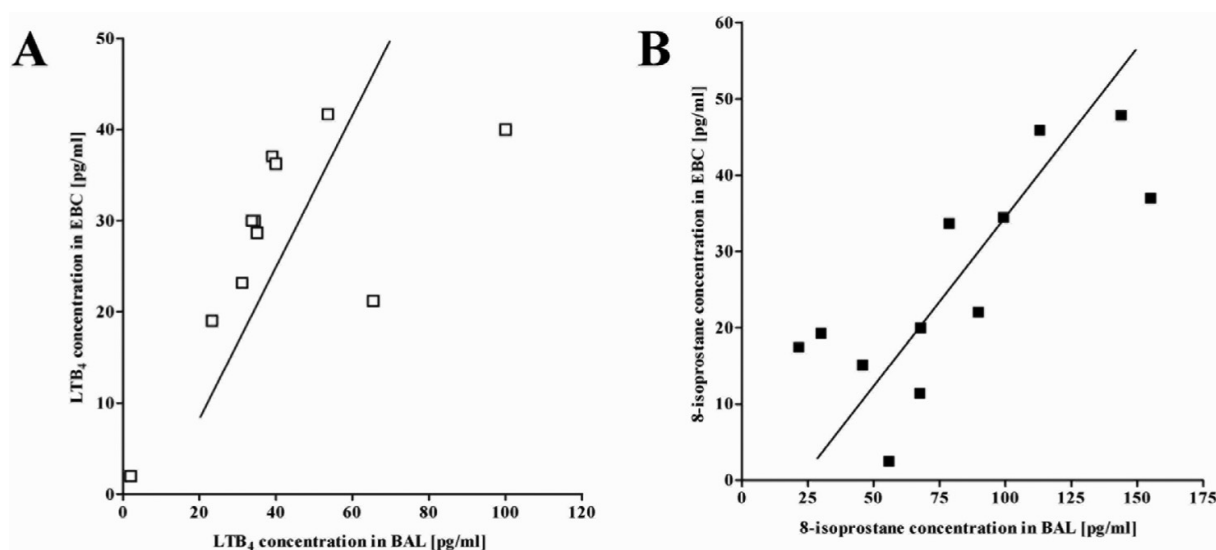 A
LTB4 concentration in EBC [pg/ml]
50
40
30
20
10
0
0 20 40 60 80 100 120
LTB4 concentration in BAL [pg/ml]
B
8-isoprostane concentration in EBC [pg/ml]
60
50
40
30
20
10
0
0 25 50 75 100 125 150 175
8-isoprostane concentration in BAL [pg/ml]